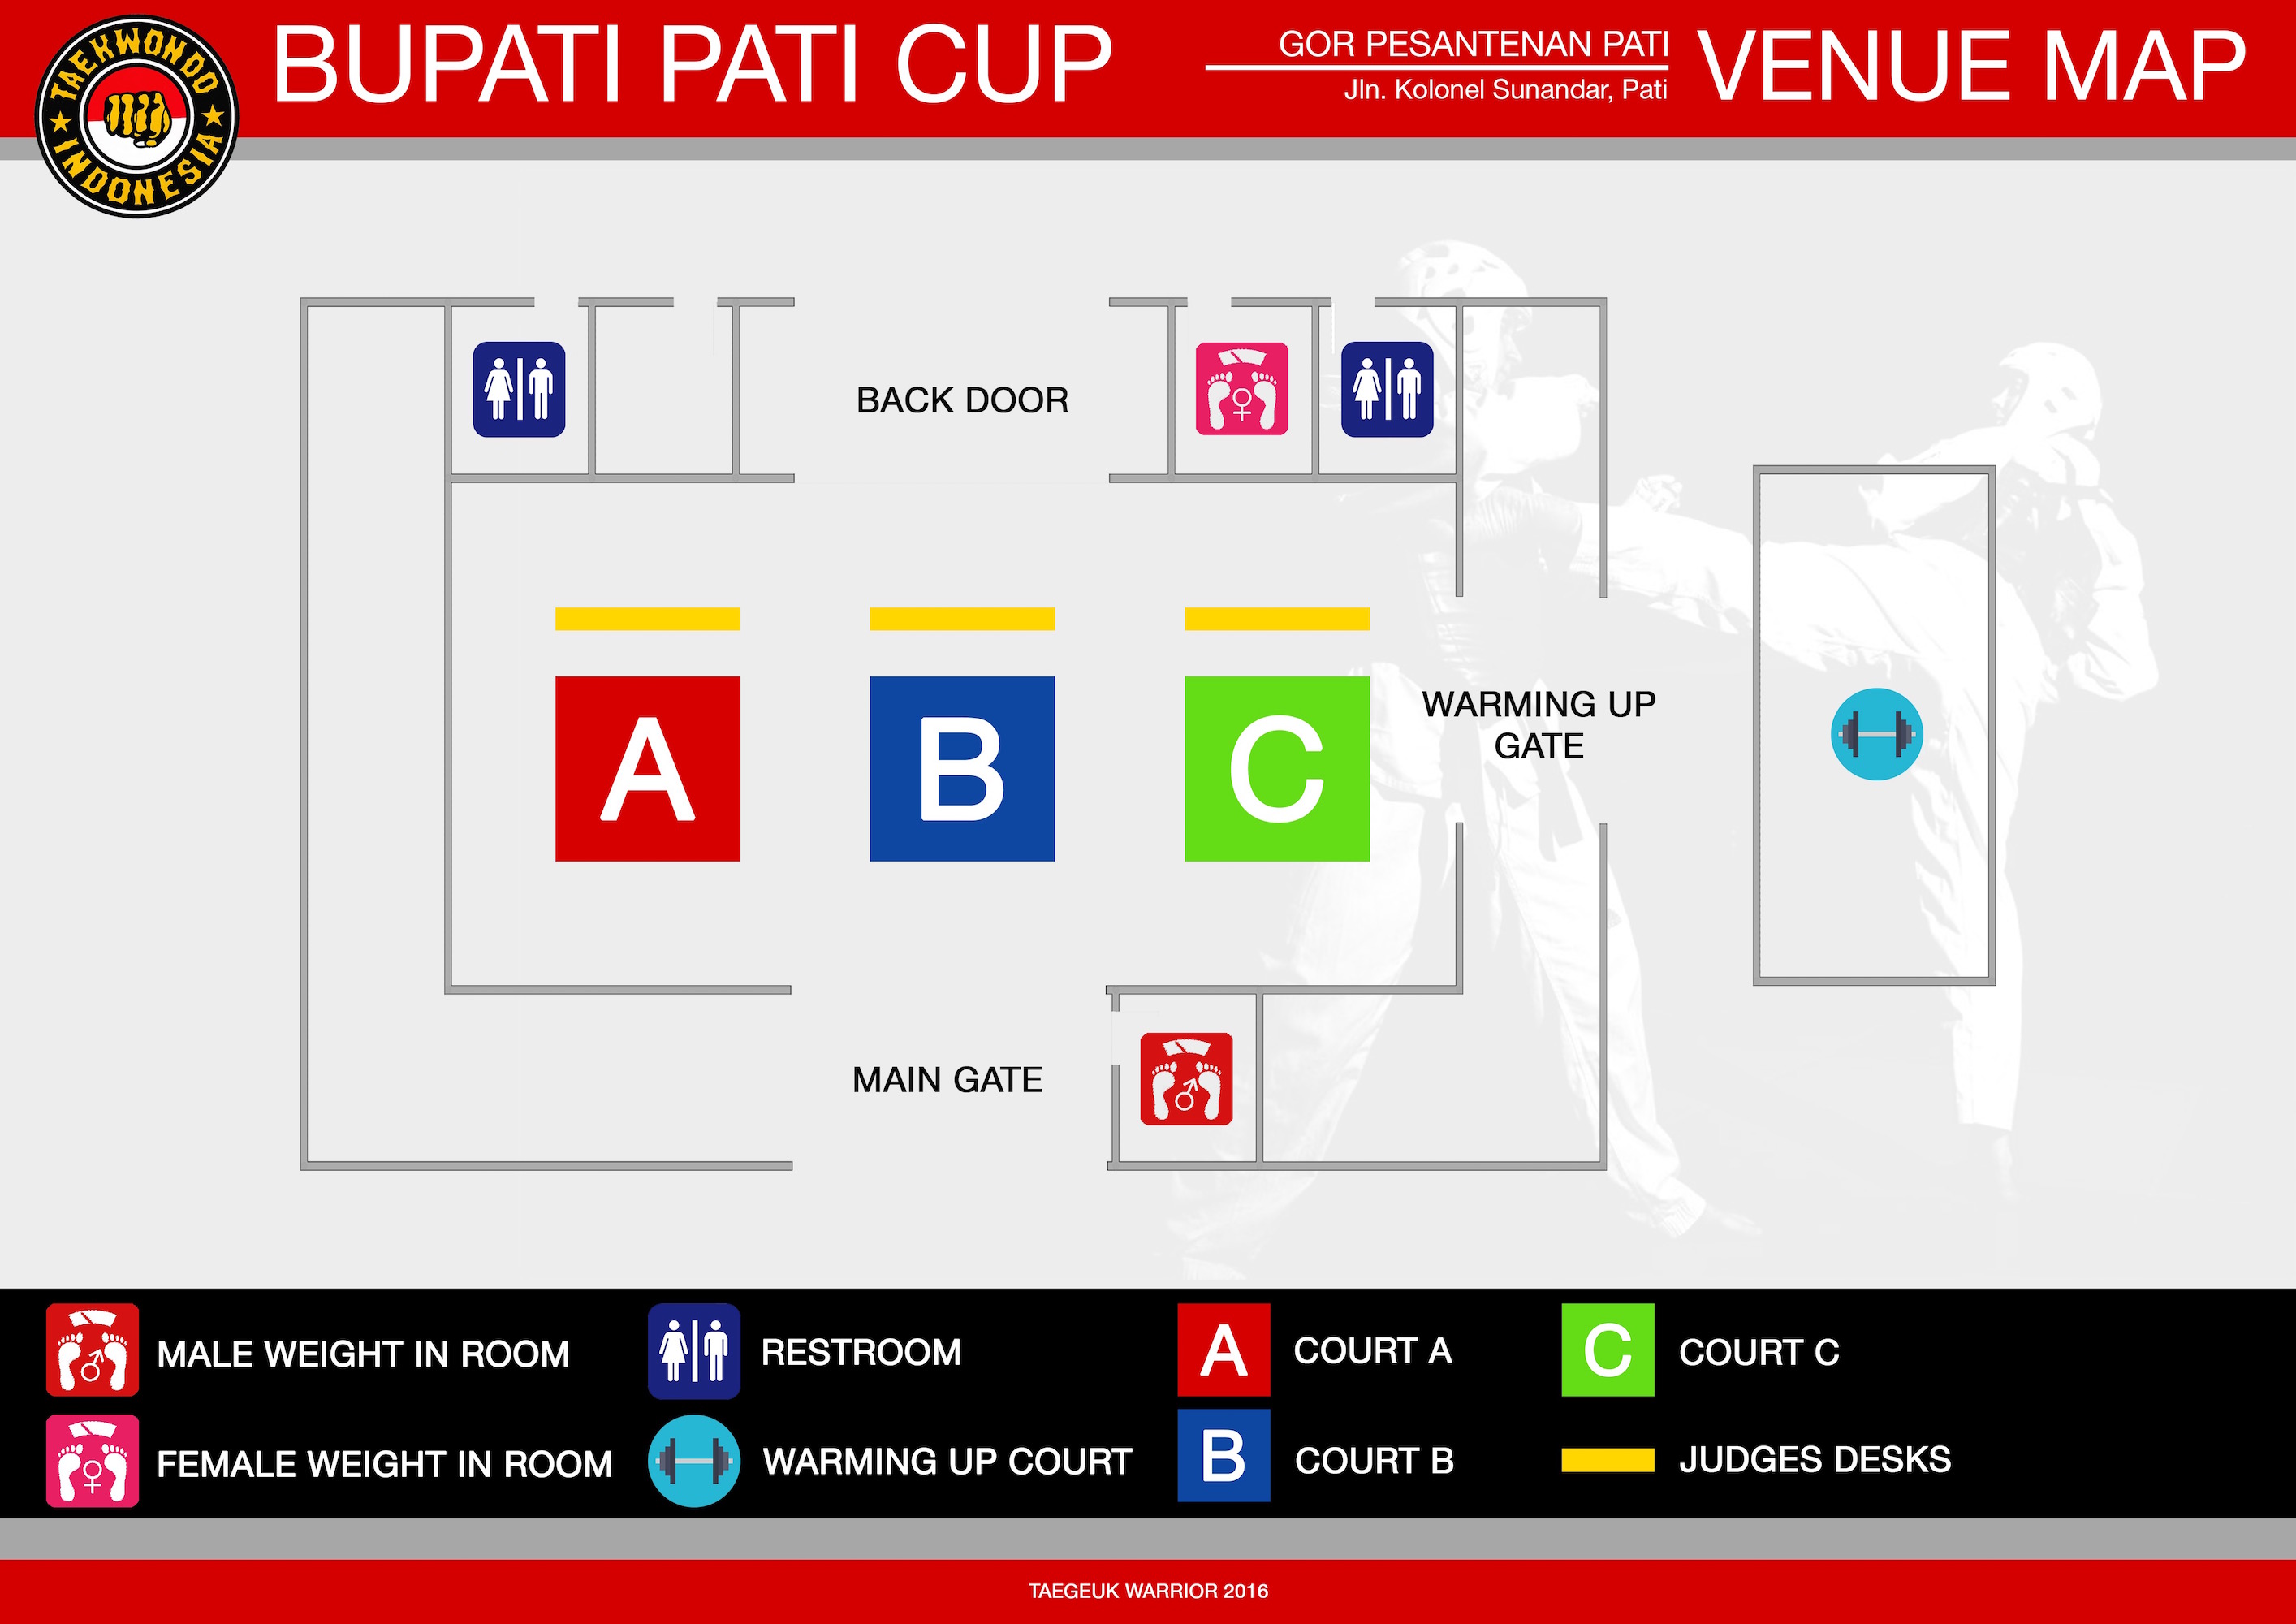 TAEKWONDO
INDONESIA
BUPATI PATI CUP
GOR PESANTENAN PATI
Jln. Kolonel Sunandar, Pati
VENUE MAP
BACK DOOR
A
B
C
WARMING UP
GATE
MAIN GATE
MALE WEIGHT IN ROOM
RESTROOM
A
COURT A
C
COURT C
FEMALE WEIGHT IN ROOM
WARMING UP COURT
B
COURT B
JUDGES DESKS
TAEGEUK WARRIOR 2016